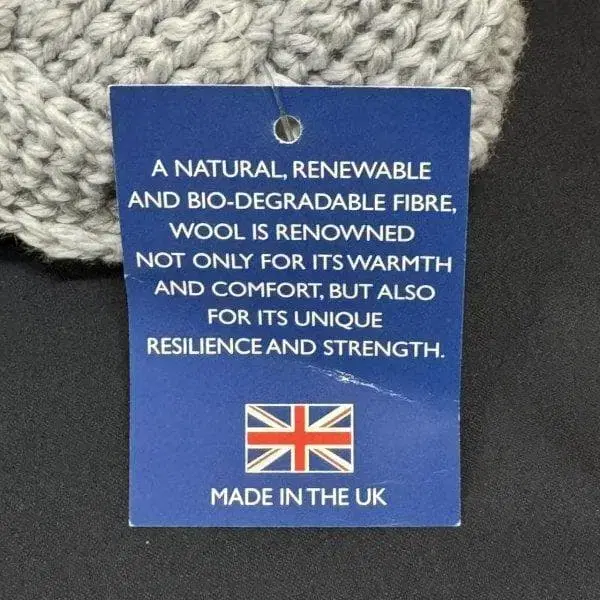 A NATURAL, RENEWABLE
AND BIO-DEGRADABLE FIBRE,
WOOL IS RENOWNED
NOT ONLY FOR ITS WARMTH
AND COMFORT, BUT ALSO
FOR ITS UNIQUE
RESILIENCE AND STRENGTH.
MADE IN THE UK